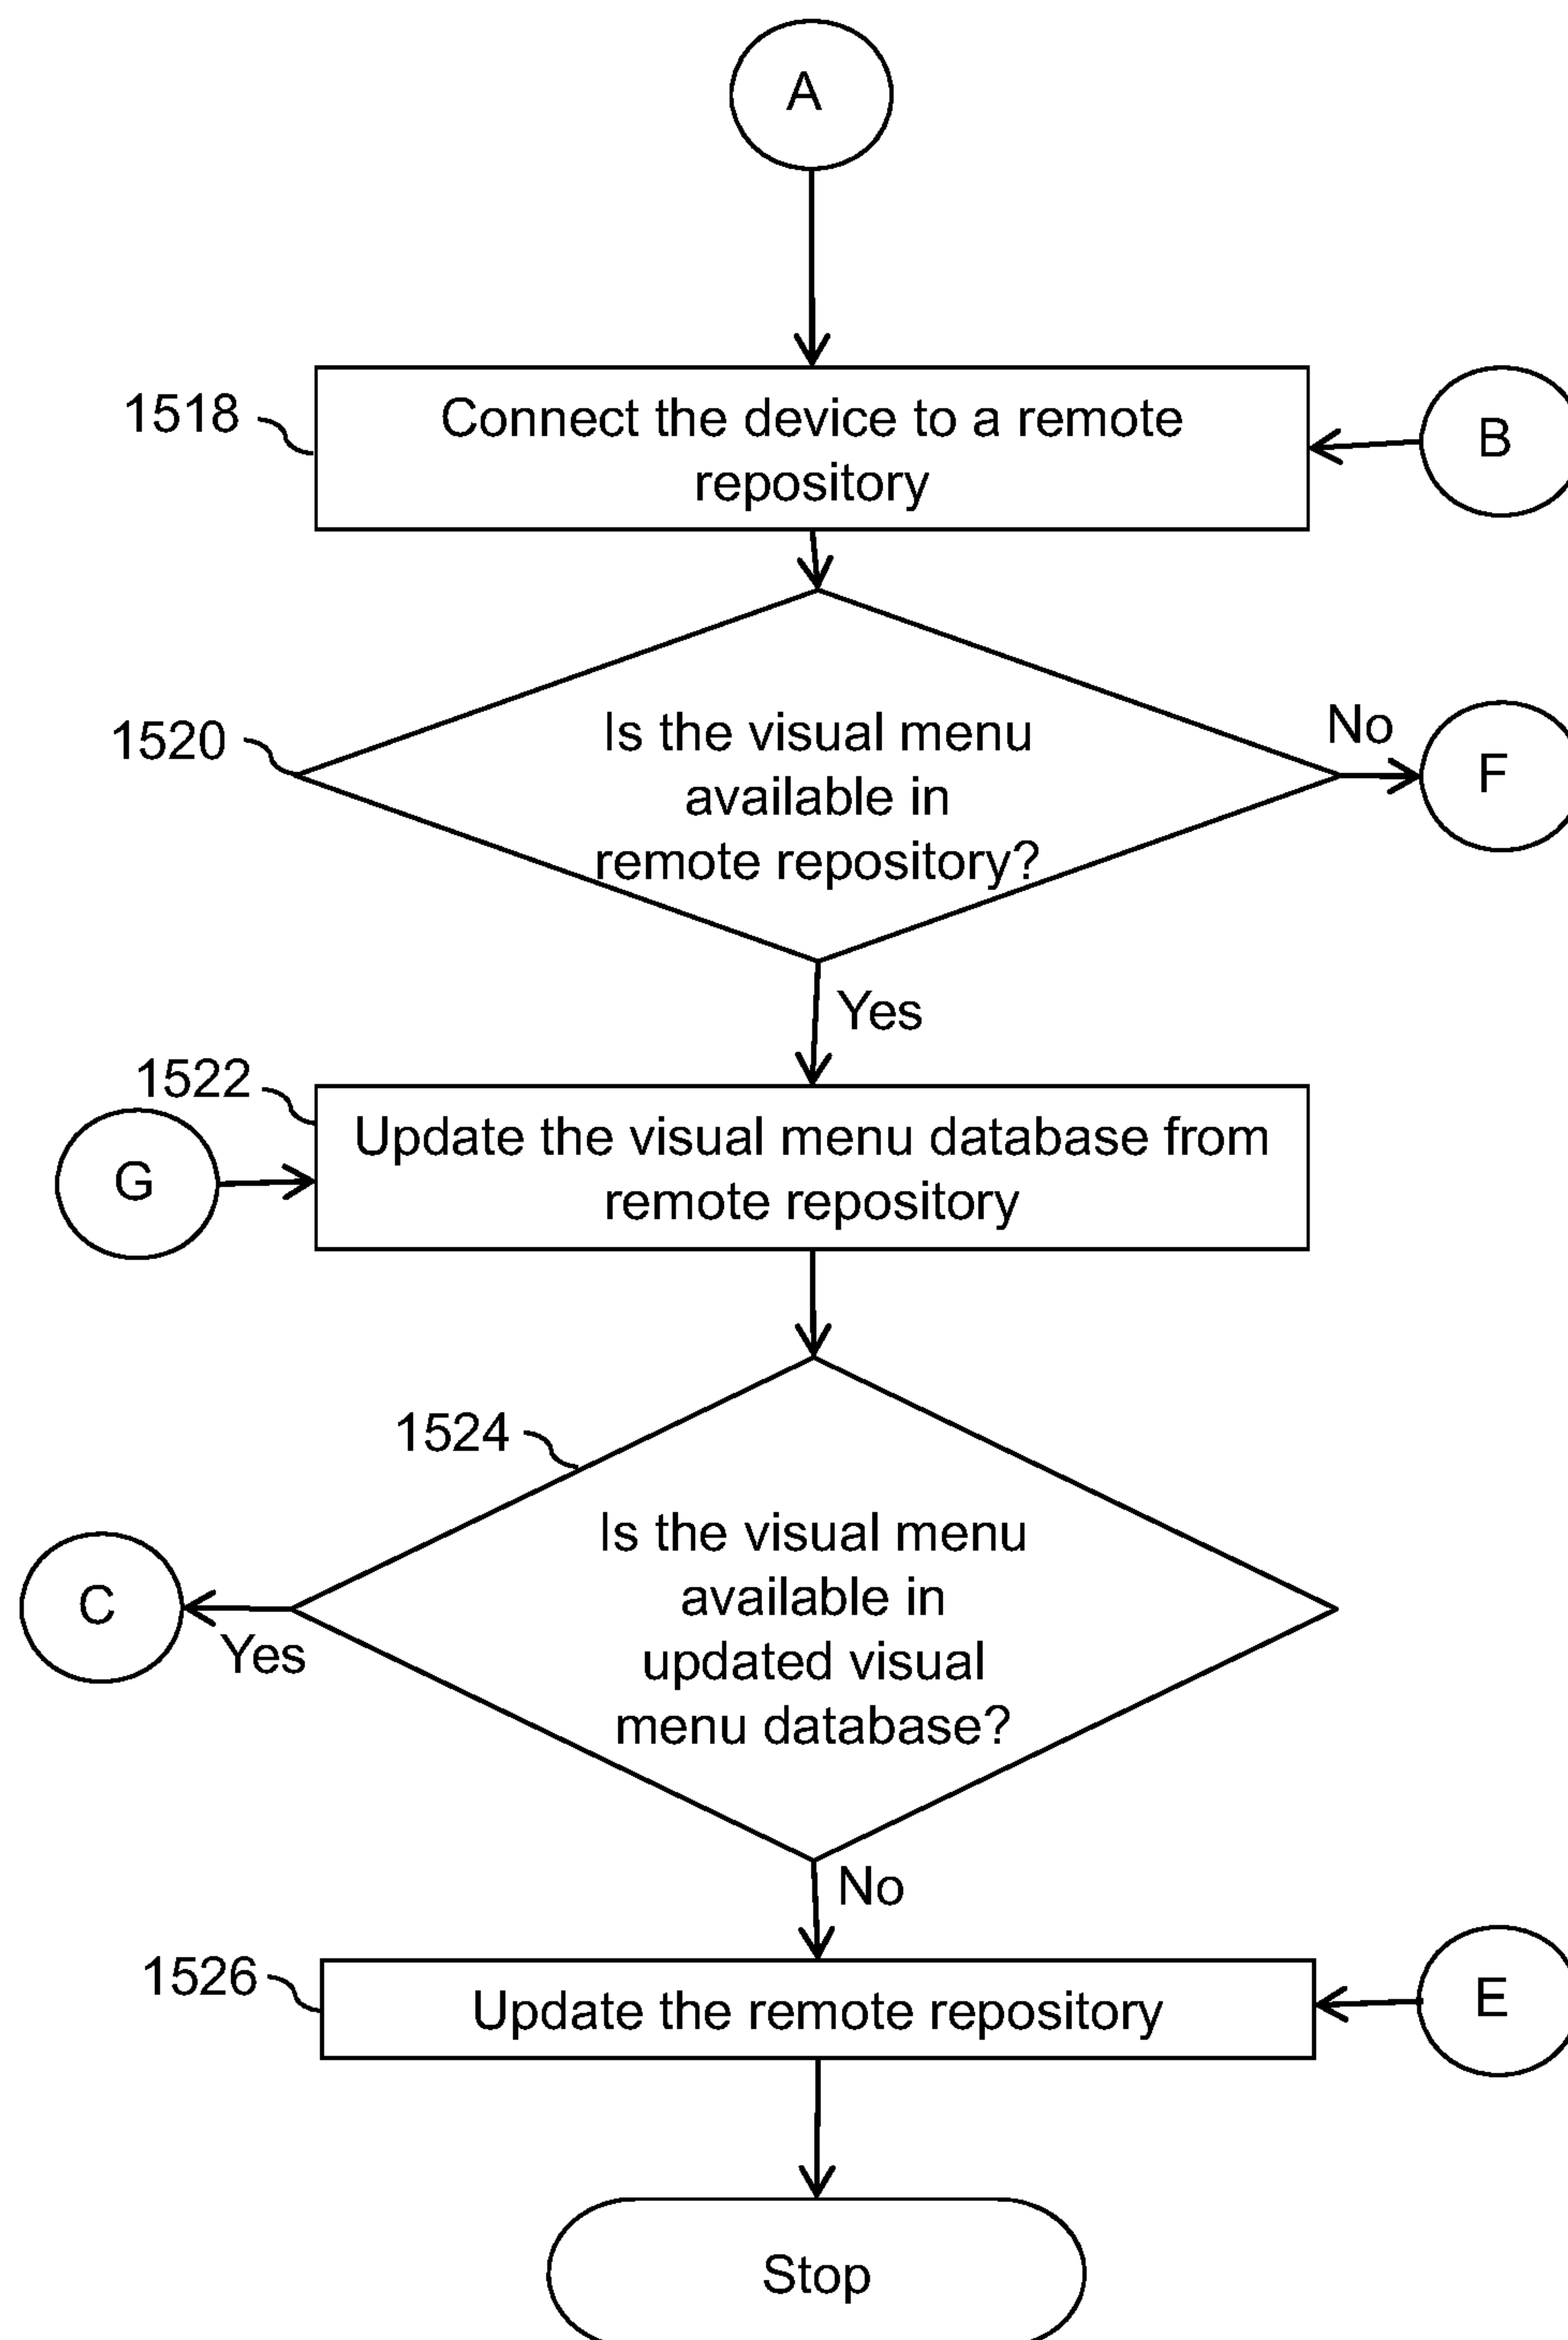 A
1518
Connect the device to a remote
repository
B
1520
Is the visual menu
available in
remote repository?
No
F
Yes
1522
Update the visual menu database from
remote repository
G
1524
Is the visual menu
available in
updated visual
menu database?
C
Yes
No
1526
Update the remote repository
E
Stop